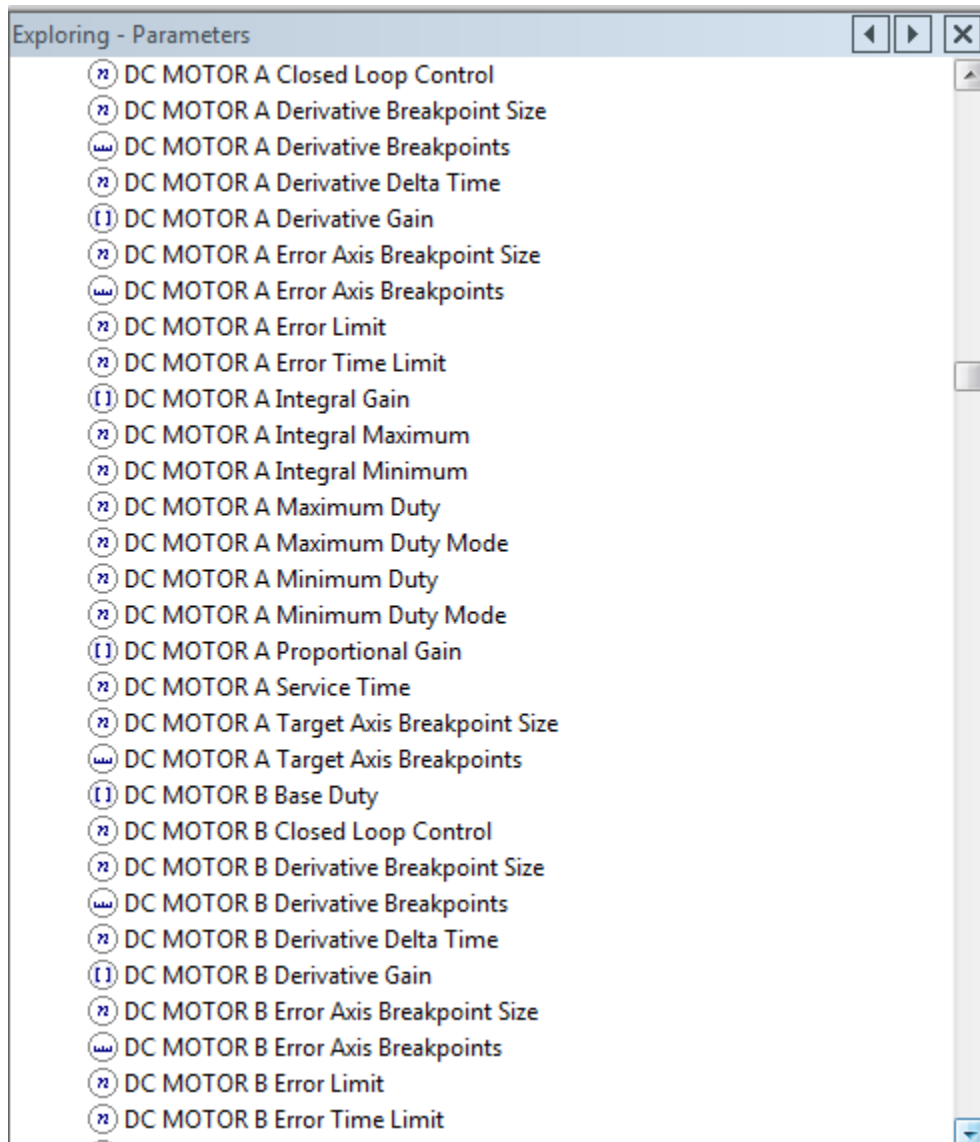 Exploring - Parameters
DC MOTOR A Closed Loop Control
DC MOTOR A Derivative Breakpoint Size
DC MOTOR A Derivative Breakpoints
DC MOTOR A Derivative Delta Time
DC MOTOR A Derivative Gain
DC MOTOR A Error Axis Breakpoint Size
DC MOTOR A Error Axis Breakpoints
DC MOTOR A Error Limit
DC MOTOR A Error Time Limit
DC MOTOR A Integral Gain
DC MOTOR A Integral Maximum
DC MOTOR A Integral Minimum
DC MOTOR A Maximum Duty
DC MOTOR A Maximum Duty Mode
DC MOTOR A Minimum Duty
DC MOTOR A Minimum Duty Mode
DC MOTOR A Proportional Gain
DC MOTOR A Service Time
DC MOTOR A Target Axis Breakpoint Size
DC MOTOR A Target Axis Breakpoints
DC MOTOR B Base Duty
DC MOTOR B Closed Loop Control
DC MOTOR B Derivative Breakpoint Size
DC MOTOR B Derivative Breakpoints
DC MOTOR B Derivative Delta Time
DC MOTOR B Derivative Gain
DC MOTOR B Error Axis Breakpoint Size
DC MOTOR B Error Axis Breakpoints
DC MOTOR B Error Limit
DC MOTOR B Error Time Limit